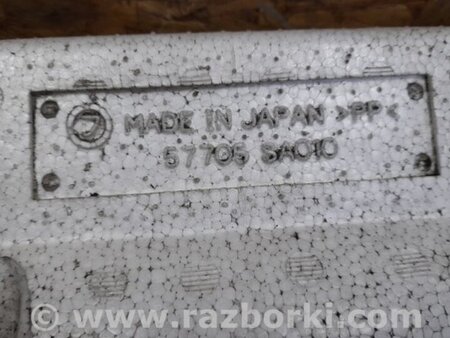 MADE IN JAPAN >PP<
57705 SA010
www.razborki.com